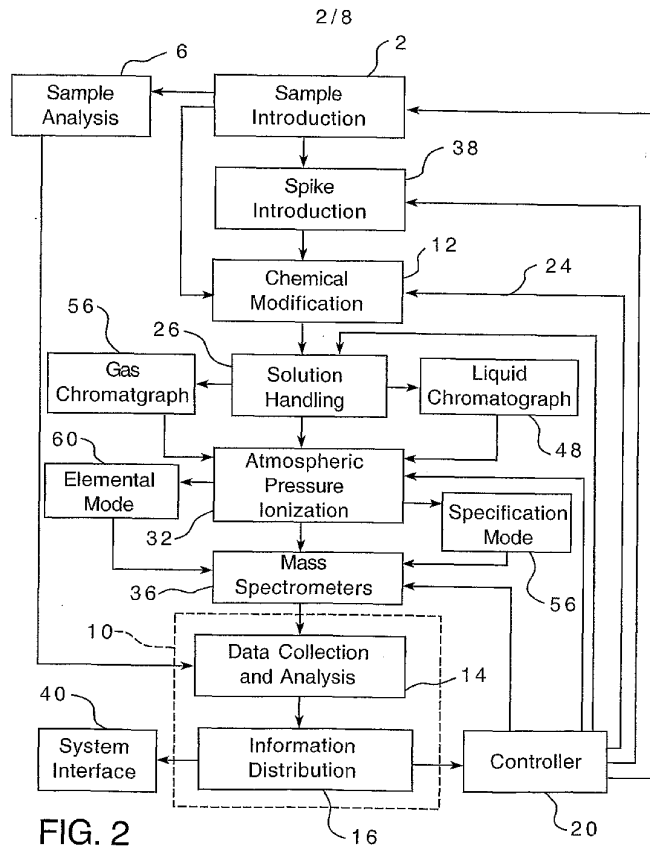 2/8
6
2
Sample
Analysis
Sample
Introduction
38
Spike
Introduction
12
Chemical
Modification
24
56
26
Gas
Chromatgraph
Solution
Handling
Liquid
Chromatograph
48
60
Elemental
Mode
Atmospheric
Pressure
Ionization
32
Specification
Mode
56
Mass
Spectrometers
36
10
Data Collection
and Analysis
14
40
System
Interface
Information
Distribution
16
Controller
20
FIG. 2